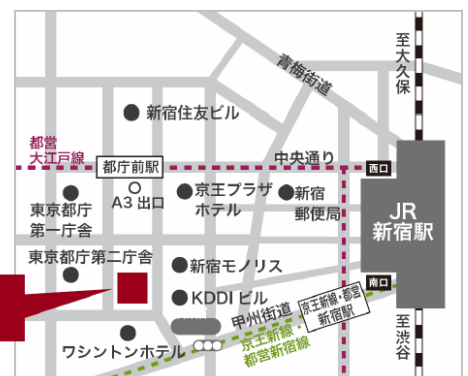 至大久保
青梅街道
新宿住友ビル
都営
大江戸線
都庁前駅
中央通り
西口
A3 出口
東京都庁
第一庁舎
京王プラザ
ホテル
新宿
郵便局
JR
新宿駅
東京都庁第二庁舎
新宿モノリス
KDDI ビル
南口
甲州街道
京王新線・都営
新宿駅
至渋谷
ワシントンホテル
京王新線・
都営新宿線